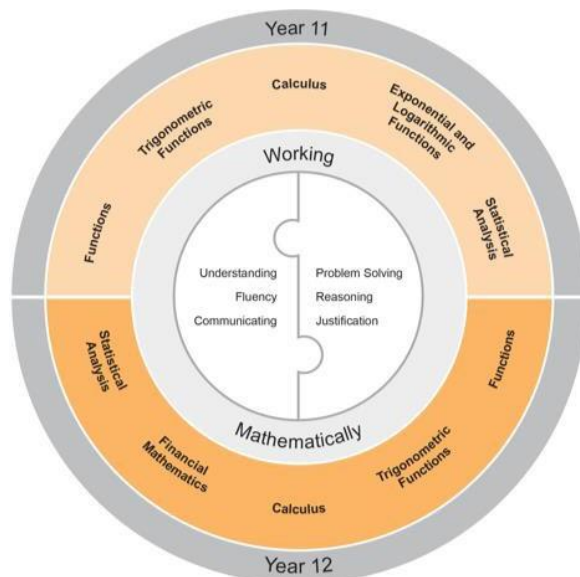 Year 11
Functions
Trigonometric
Functions
Calculus
Exponential and
Logarithmic
Functions
Statistical
Analysis
Working
Understanding
Fluency
Communicating
Problem Solving
Reasoning
Justification
Mathematically
Statistical
Analysis
Financial
Mathematics
Calculus
Trigonometric
Functions
Functions
Year 12